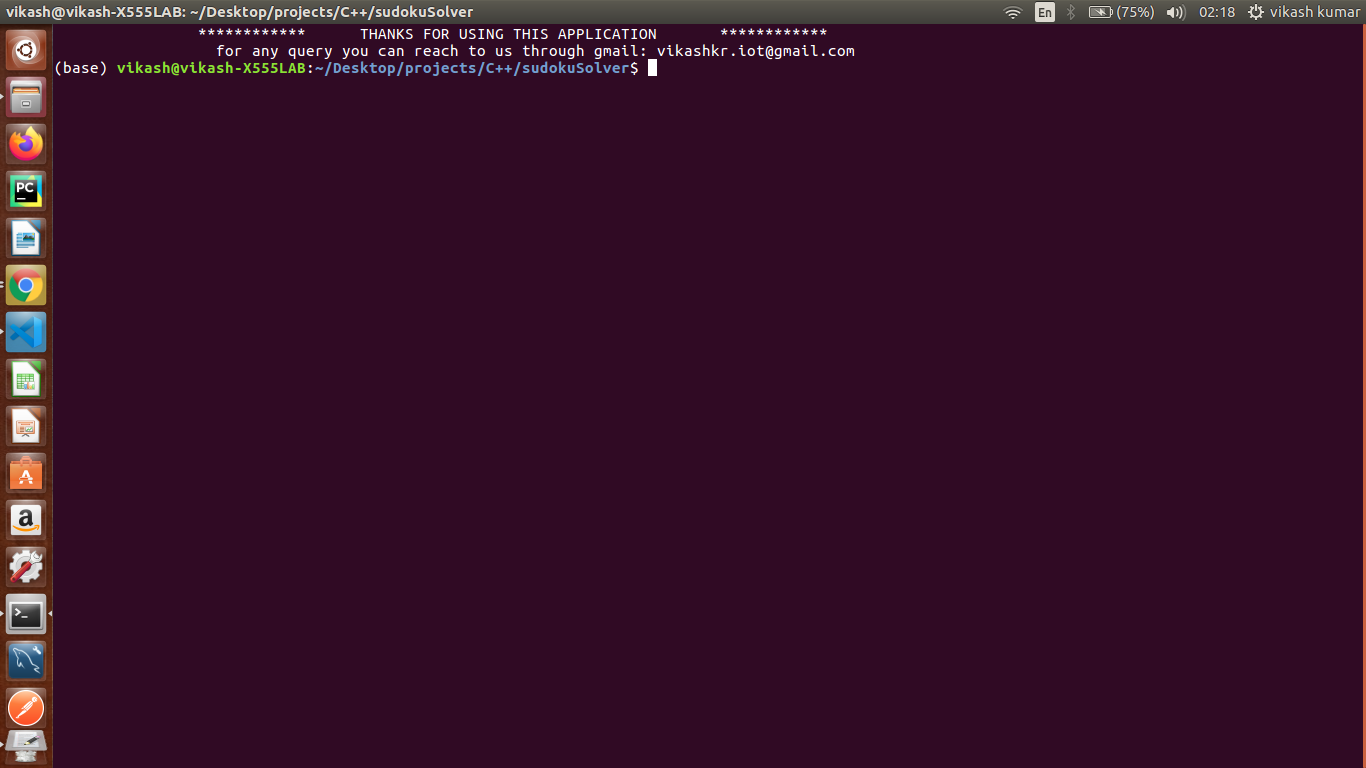 vikash@vikash-X555LAB: ~/Desktop/projects/C++/sudokuSolver
En
(75%)
02:18
vikash kumar
************ THANKS FOR USING THIS APPLICATION ************
for any query you can reach to us through gmail: vikashkr.iot@gmail.com
(base) vikash@vikash-X555LAB:~/Desktop/projects/C++/sudokuSolver$
PC
A
a
>_